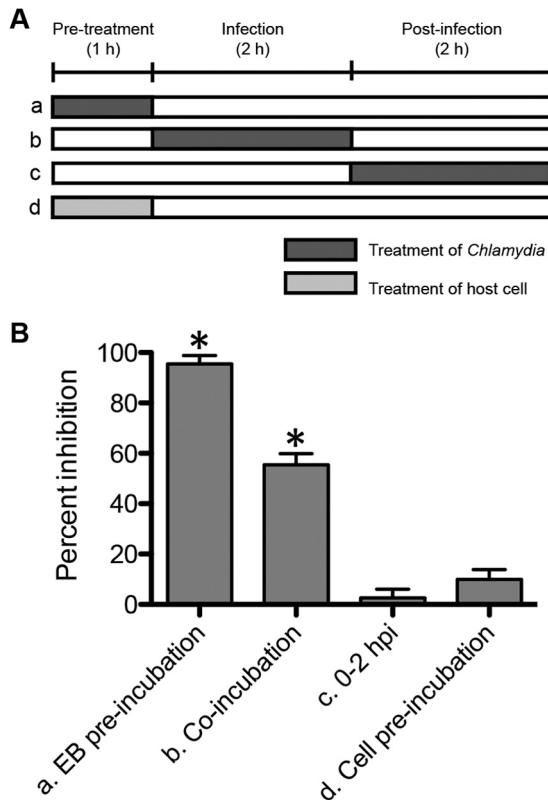 A
Pre-treatment Infection Post-infection
(1 h) (2 h) (2 h)
a
b
c
d
Treatment of Chlamydia
Treatment of host cell
B
Percent inhibition
100
80
60
40
20
0
*
*
a. EB pre-incubation
b. Co-incubation
c. 0-2 hpi
d. Cell pre-incubation